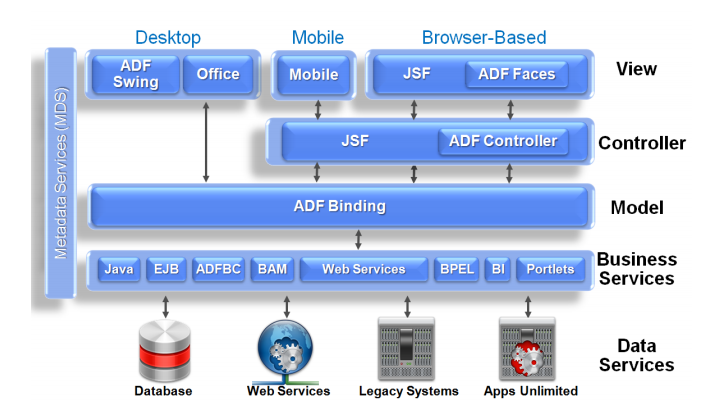 Desktop
Mobile
Browser-Based
ADF
Swing
Office
Mobile
JSF
ADF Faces
View
Metadata Services (MDS)
JSF
ADF Controller
Controller
ADF Binding
Model
Java
EJB
ADFBC
BAM
Web Services
BPEL
BI
Portlets
Business
Services
Database
Web Services
Legacy Systems
Apps Unlimited
Data
Services